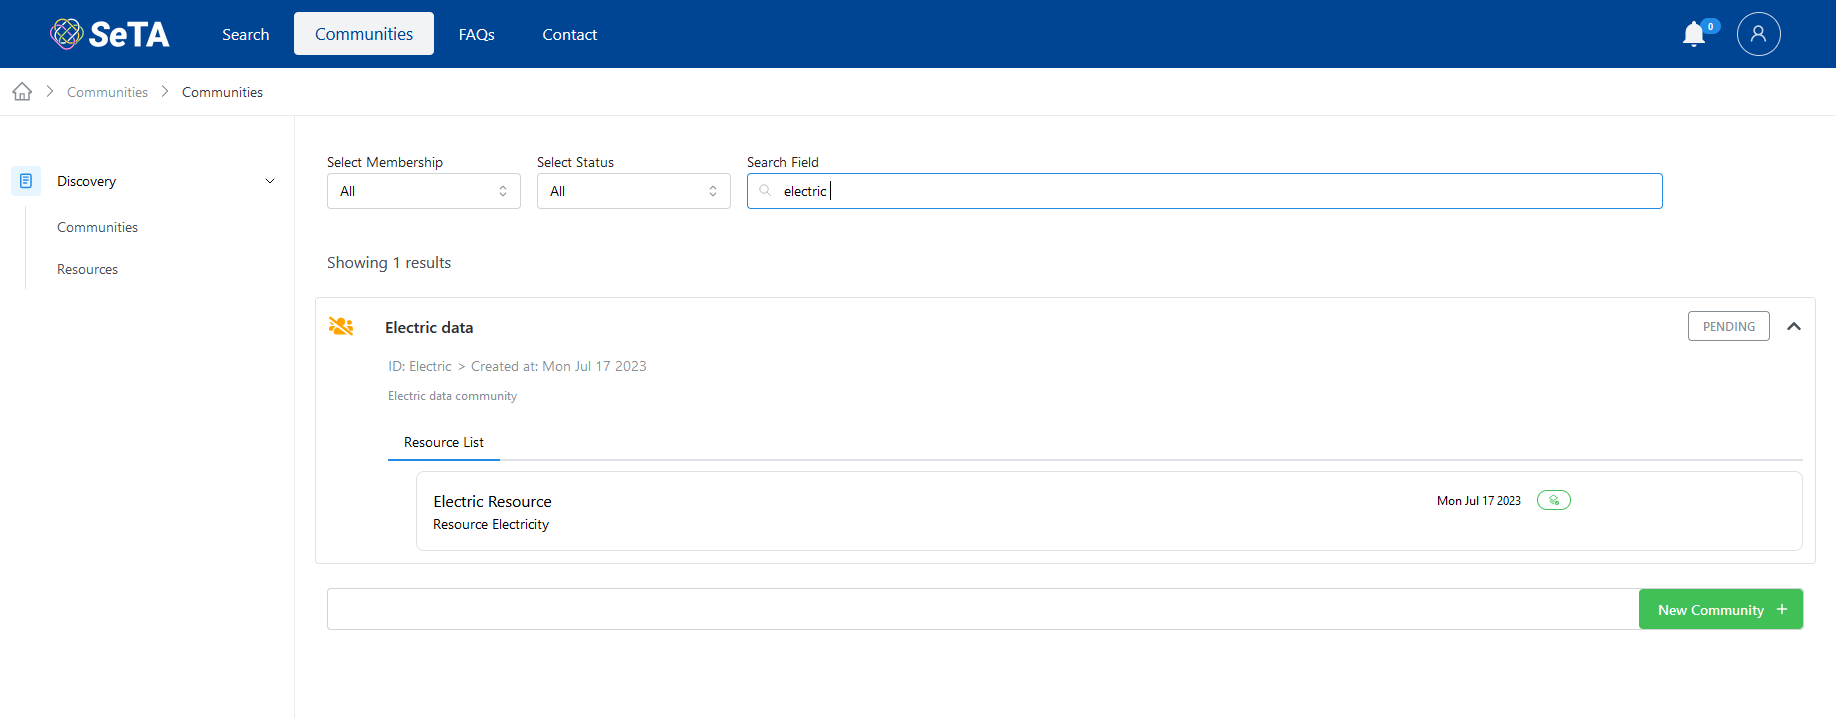 SeTA Search Communities FAQs Contact 0
Communities Communities
Discovery
Communities
Resources
Select Membership Select Status Search Field
All All electric
Showing 1 results
Electric data PENDING
ID: Electric > Created at: Mon Jul 17 2023
Electric data community
Resource List
Electric Resource Mon Jul 17 2023
Resource Electricity
New Community +